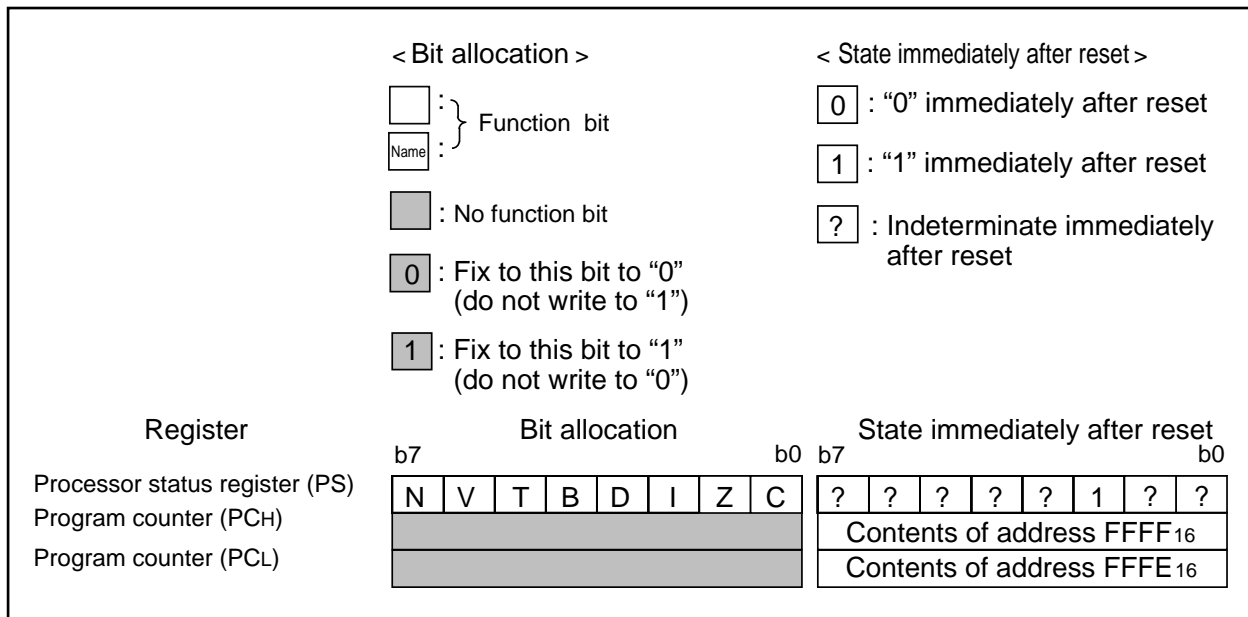 < Bit allocation >
< State immediately after reset >
:
Name :
Function bit
: No function bit
0 : Fix to this bit to “0”
(do not write to “1”)
1 : Fix to this bit to “1”
(do not write to “0”)
0 : “0” immediately after reset
1 : “1” immediately after reset
? : Indeterminate immediately
after reset
Register
Bit allocation
State immediately after reset
b7 b0 b7 b0
Processor status register (PS) N V T B D I Z C ? ? ? ? ? 1 ? ?
Program counter (PCH) Contents of address FFFF16
Program counter (PCL) Contents of address FFFE16